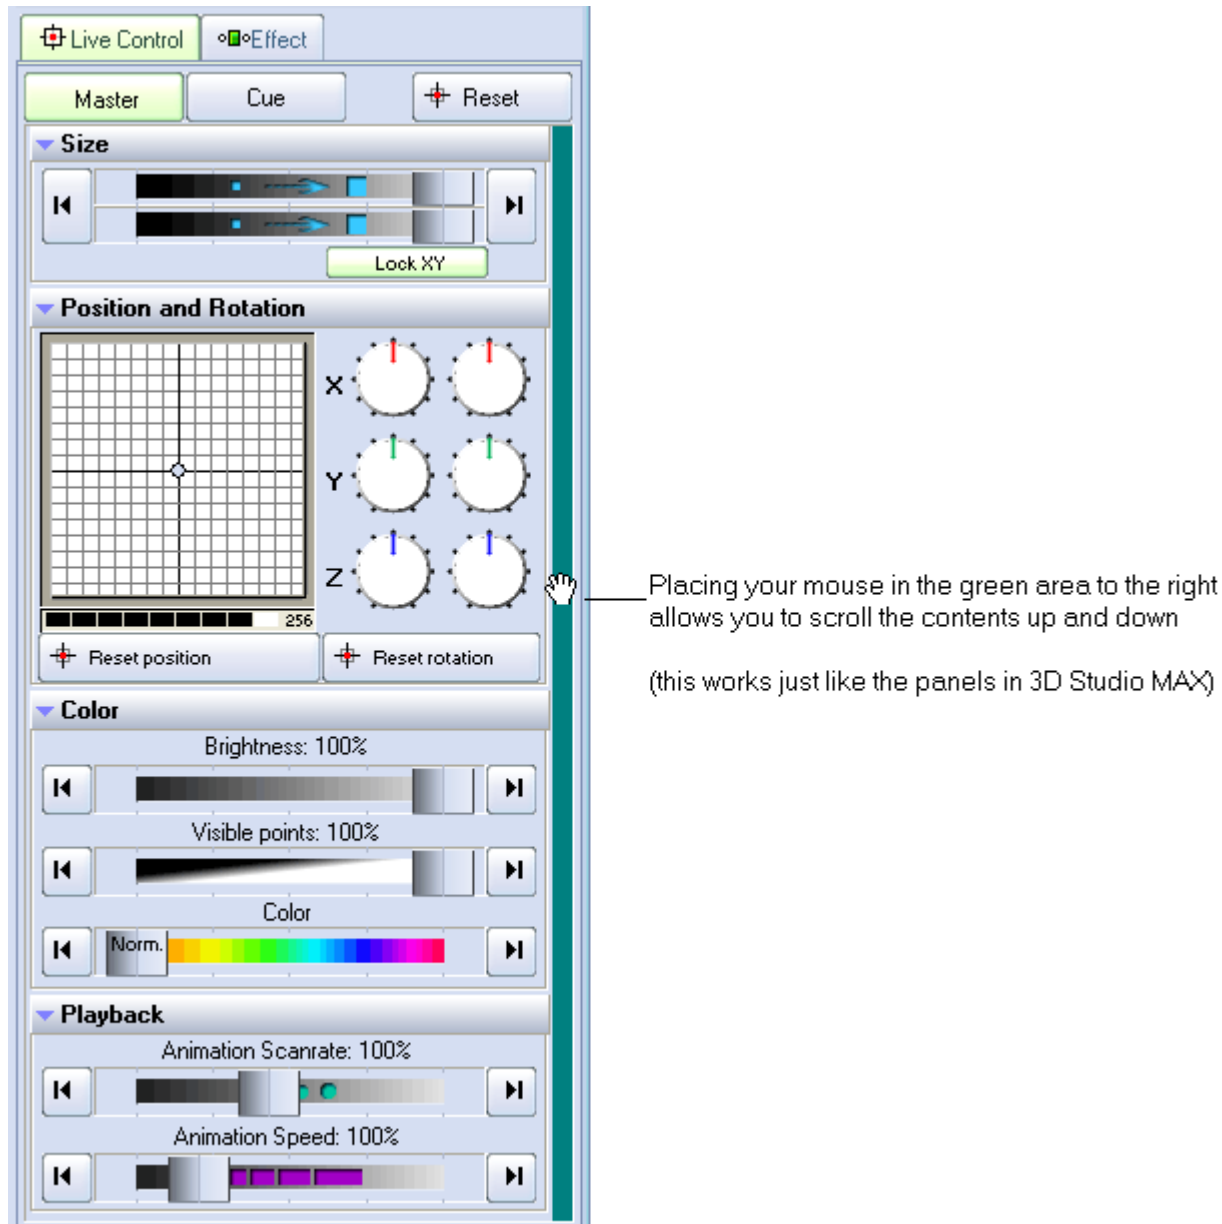 Live Control
Effect
Master
Cue
Reset
Size
Lock XY
Position and Rotation
X
Y
Z
256
Reset position
Reset rotation
Placing your mouse in the green area to the right
allows you to scroll the contents up and down
(this works just like the panels in 3D Studio MAX)
Color
Brightness: 100%
Visible points: 100%
Color
Norm.
Playback
Animation Scanrate: 100%
Animation Speed: 100%